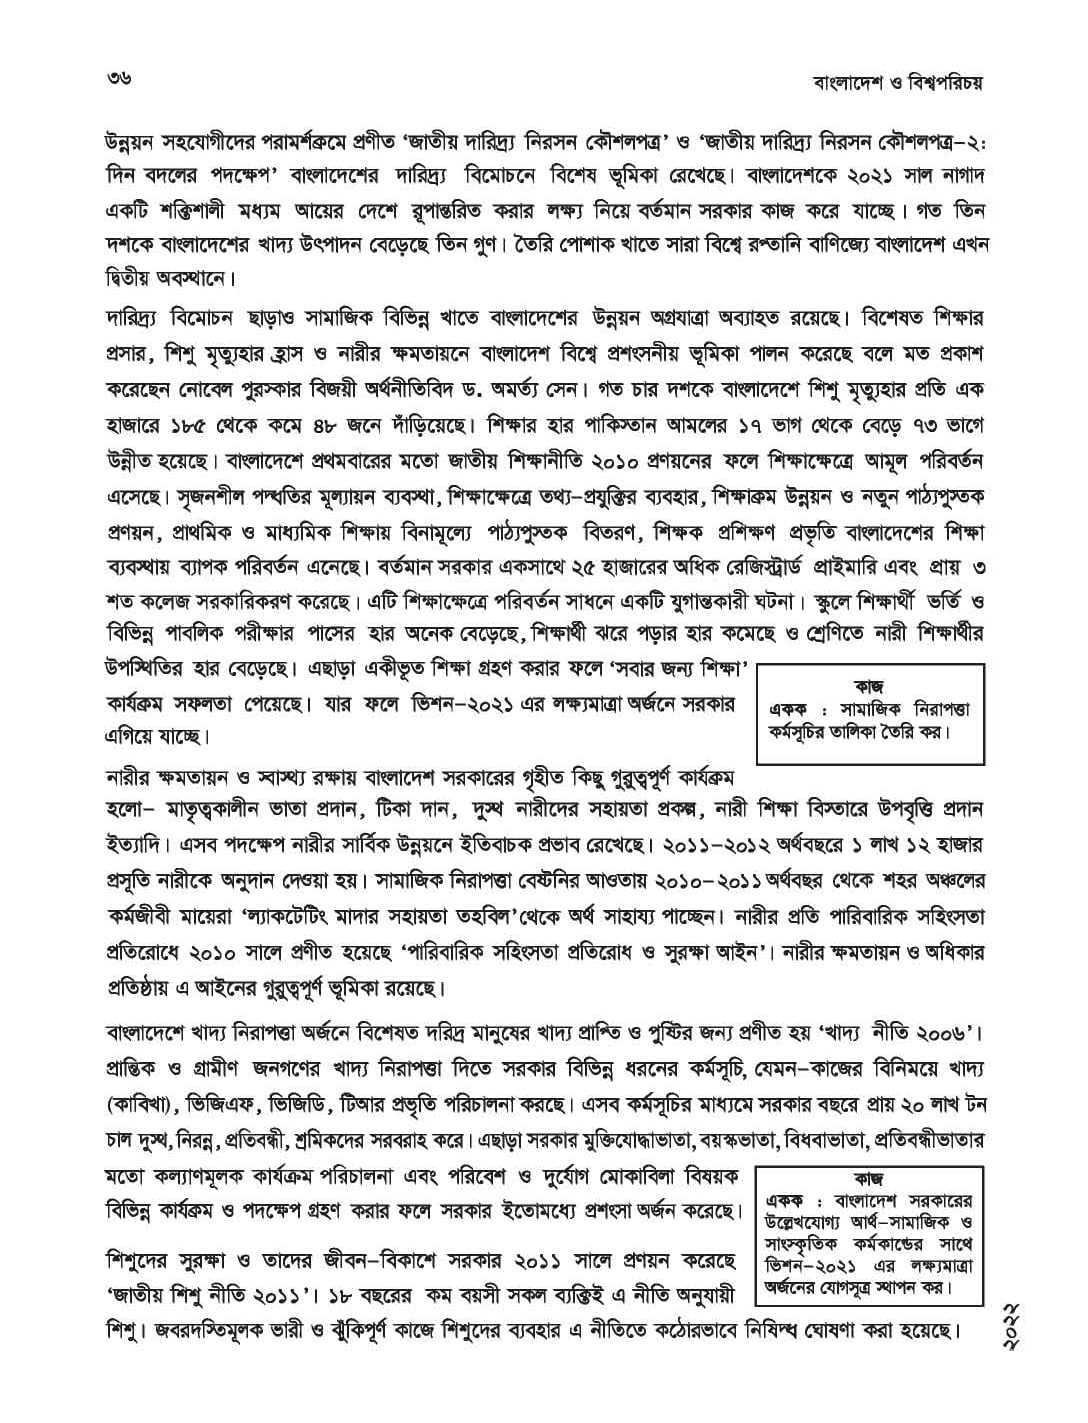 ৩৬
বাংলাদেশ ও বিশ্বপরিচয়
উন্নয়ন সহযোগীদের পরামর্শক্রমে প্রণীত ‘জাতীয় দারিদ্র্য নিরসন কৌশলপত্র’ ও ‘জাতীয় দারিদ্র্য নিরসন কৌশলপত্র–২:
দিন বদলের পদক্ষেপ’ বাংলাদেশের দারিদ্র্য বিমোচনে বিশেষ ভূমিকা রেখেছে। বাংলাদেশকে ২০২১ সাল নাগাদ
একটি শক্তিশালী মধ্যম আয়ের দেশে রূপান্তরিত করার লক্ষ্য নিয়ে বর্তমান সরকার কাজ করে যাচ্ছে। গত তিন
দশকে বাংলাদেশের খাদ্য উৎপাদন বেড়েছে তিন গুণ। তৈরি পোশাক খাতে সারা বিশ্বে রপ্তানি বাণিজ্যে বাংলাদেশ এখন
দ্বিতীয় অবস্থানে।
দারিদ্র্য বিমোচন ছাড়াও সামাজিক বিভিন্ন খাতে বাংলাদেশের উন্নয়ন অগ্রযাত্রা অব্যাহত রয়েছে। বিশেষত শিক্ষার
প্রসার, শিশু মৃত্যুহার হ্রাস ও নারীর ক্ষমতায়নে বাংলাদেশ বিশ্বে প্রশংসনীয় ভূমিকা পালন করেছে বলে মত প্রকাশ
করেছেন নোবেল পুরস্কার বিজয়ী অর্থনীতিবিদ ড. অমর্ত্য সেন। গত চার দশকে বাংলাদেশে শিশু মৃত্যুহার প্রতি এক
হাজারে ১৮৫ থেকে কমে ৪৮ জনে দাঁড়িয়েছে। শিক্ষার হার পাকিস্তান আমলের ১৭ ভাগ থেকে বেড়ে ৭৩ ভাগে
উন্নীত হয়েছে। বাংলাদেশে প্রথমবারের মতো জাতীয় শিক্ষানীতি ২০১০ প্রণয়নের ফলে শিক্ষাক্ষেত্রে আমূল পরিবর্তন
এসেছে। সৃজনশীল পদ্ধতির মূল্যায়ন ব্যবস্থা, শিক্ষাক্ষেত্রে তথ্য–প্রযুক্তির ব্যবহার, শিক্ষাক্রম উন্নয়ন ও নতুন পাঠ্যপুস্তক
প্রণয়ন, প্রাথমিক ও মাধ্যমিক শিক্ষায় বিনামূল্যে পাঠ্যপুস্তক বিতরণ, শিক্ষক প্রশিক্ষণ প্রভৃতি বাংলাদেশের শিক্ষা
ব্যবস্থায় ব্যাপক পরিবর্তন এনেছে। বর্তমান সরকার একসাথে ২৫ হাজারের অধিক রেজিস্ট্রার্ড প্রাইমারি এবং প্রায় ৩
শত কলেজ সরকারিকরণ করেছে। এটি শিক্ষাক্ষেত্রে পরিবর্তন সাধনে একটি যুগান্তকারী ঘটনা। স্কুলে শিক্ষার্থী ভর্তি ও
বিভিন্ন পাবলিক পরীক্ষার পাসের হার অনেক বেড়েছে, শিক্ষার্থী ঝরে পড়ার হার কমেছে ও শ্রেণিতে নারী শিক্ষার্থীর
উপস্থিতির হার বেড়েছে। এছাড়া একীভূত শিক্ষা গ্রহণ করার ফলে ‘সবার জন্য শিক্ষা’
কার্যক্রম সফলতা পেয়েছে। যার ফলে ভিশন–২০২১ এর লক্ষ্যমাত্রা অর্জনে সরকার
এগিয়ে যাচ্ছে।
কাজ
একক : সামাজিক নিরাপত্তা
কর্মসূচির তালিকা তৈরি কর।
নারীর ক্ষমতায়ন ও স্বাস্থ্য রক্ষায় বাংলাদেশ সরকারের গৃহীত কিছু গুরুত্বপূর্ণ কার্যক্রম
হলো– মাতৃত্বকালীন ভাতা প্রদান, টিকা দান, দুস্থ নারীদের সহায়তা প্রকল্প, নারী শিক্ষা বিস্তারে উপবৃত্তি প্রদান
ইত্যাদি। এসব পদক্ষেপ নারীর সার্বিক উন্নয়নে ইতিবাচক প্রভাব রেখেছে। ২০১১–২০১২ অর্থবছরে ১ লাখ ১২ হাজার
প্রসূতি নারীকে অনুদান দেওয়া হয়। সামাজিক নিরাপত্তা বেষ্টনির আওতায় ২০১০–২০১১ অর্থবছর থেকে শহর অঞ্চলের
কর্মজীবী মায়েরা ‘ল্যাকটেটিং মাদার সহায়তা তহবিল’থেকে অর্থ সাহায্য পাচ্ছেন। নারীর প্রতি পারিবারিক সহিংসতা
প্রতিরোধে ২০১০ সালে প্রণীত হয়েছে ‘পারিবারিক সহিংসতা প্রতিরোধ ও সুরক্ষা আইন’। নারীর ক্ষমতায়ন ও অধিকার
প্রতিষ্ঠায় এ আইনের গুরুত্বপূর্ণ ভূমিকা রয়েছে।
বাংলাদেশে খাদ্য নিরাপত্তা অর্জনে বিশেষত দরিদ্র মানুষের খাদ্য প্রাপ্তি ও পুষ্টির জন্য প্রণীত হয় ‘খাদ্য নীতি ২০০৬’।
প্রান্তিক ও গ্রামীণ জনগণের খাদ্য নিরাপত্তা দিতে সরকার বিভিন্ন ধরনের কর্মসূচি, যেমন–কাজের বিনিময়ে খাদ্য
(কাবিখা), ভিজিএফ, ভিজিডি, টিআর প্রভৃতি পরিচালনা করছে। এসব কর্মসূচির মাধ্যমে সরকার বছরে প্রায় ২০ লাখ টন
চাল দুস্থ, নিরন্ন, প্রতিবন্ধী, শ্রমিকদের সরবরাহ করে। এছাড়া সরকার মুক্তিযোদ্ধাভাতা, বয়স্কভাতা, বিধবাভাতা, প্রতিবন্ধীভাতার
মতো কল্যাণমূলক কার্যক্রম পরিচালনা এবং পরিবেশ ও দুর্যোগ মোকাবিলা বিষয়ক
বিভিন্ন কার্যক্রম ও পদক্ষেপ গ্রহণ করার ফলে সরকার ইতোমধ্যে প্রশংসা অর্জন করেছে।
কাজ
একক : বাংলাদেশ সরকারের
উল্লেখযোগ্য আর্থ–সামাজিক ও
সাংস্কৃতিক কর্মকান্ডের সাথে
ভিশন–২০২১ এর লক্ষ্যমাত্রা
অর্জনের যোগসূত্র স্থাপন কর।
শিশুদের সুরক্ষা ও তাদের জীবন–বিকাশে সরকার ২০১১ সালে প্রণয়ন করেছে
‘জাতীয় শিশু নীতি ২০১১’। ১৮ বছরের কম বয়সী সকল ব্যক্তিই এ নীতি অনুযায়ী
শিশু। জবরদস্তিমূলক ভারী ও ঝুঁকিপূর্ণ কাজে শিশুদের ব্যবহার এ নীতিতে কঠোরভাবে নিষিদ্ধ ঘোষণা করা হয়েছে।
২০২২